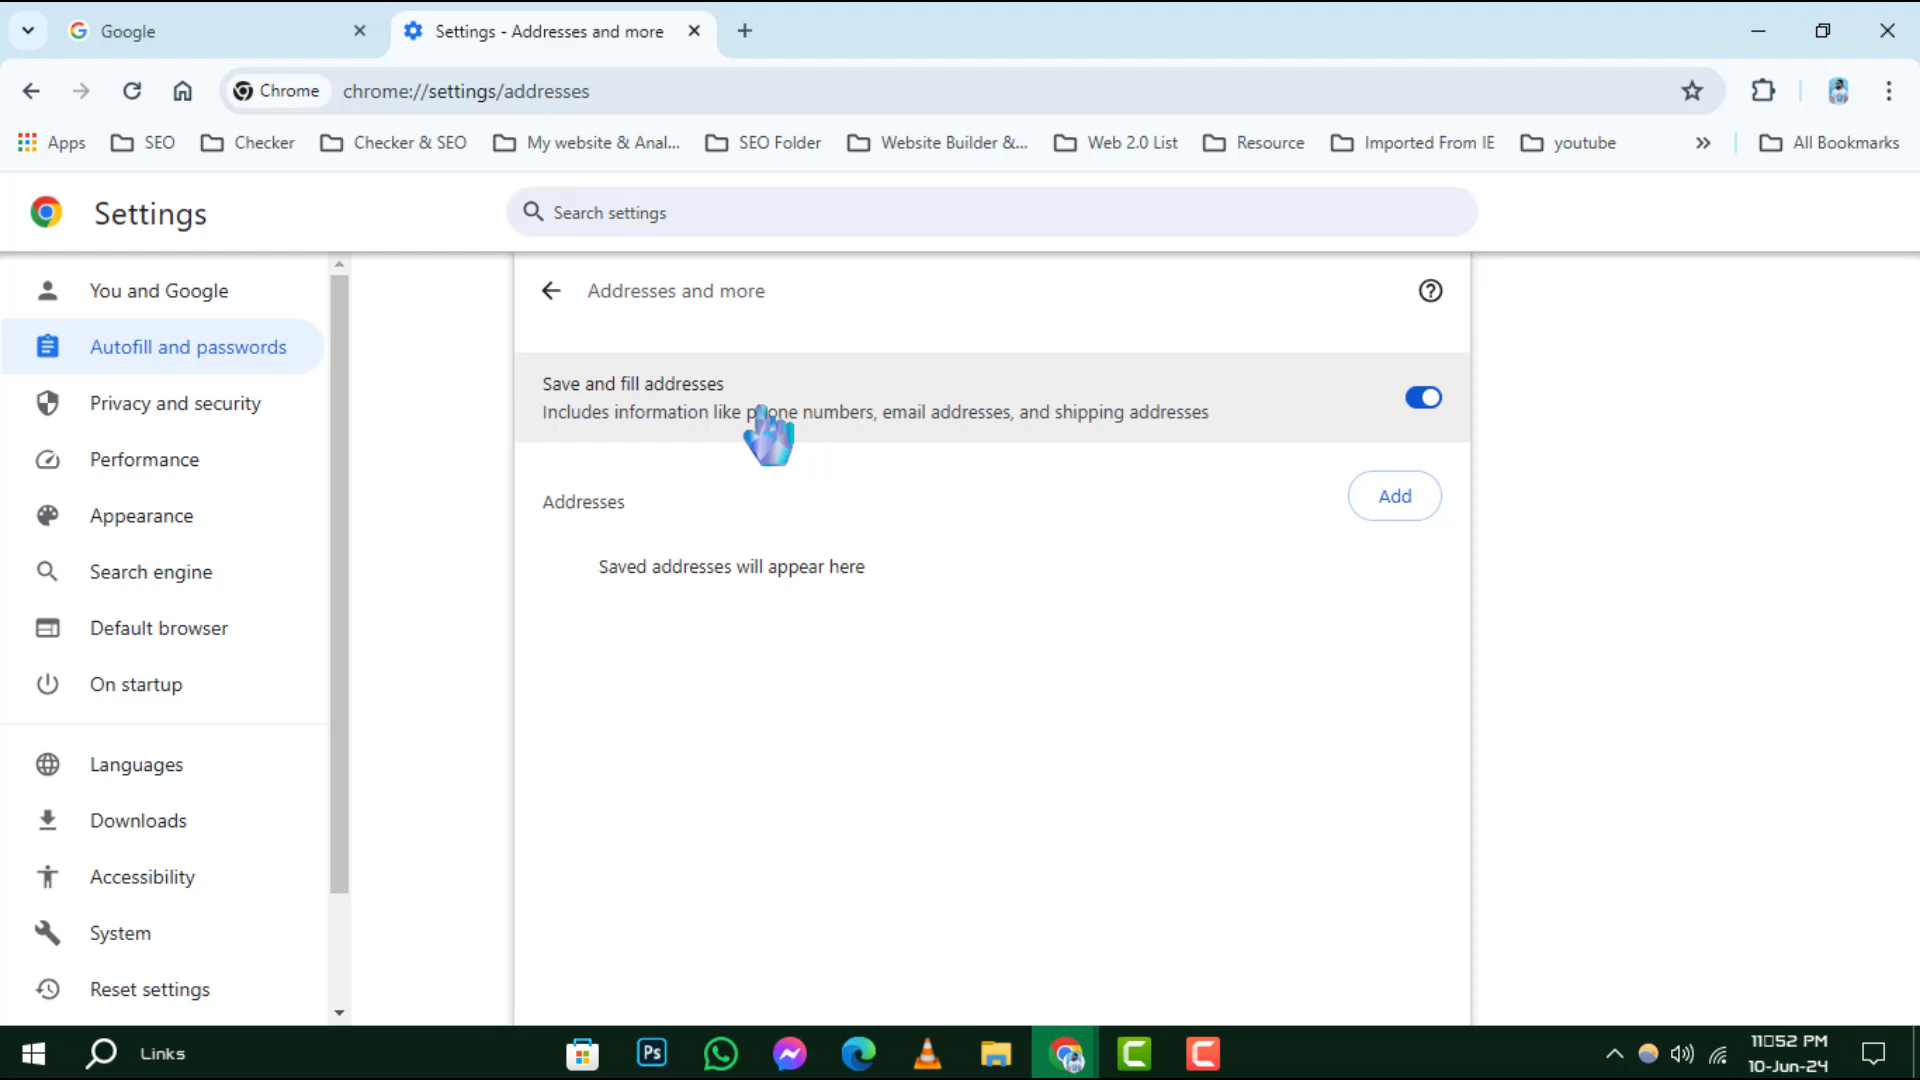 Google
Settings - Addresses and more
Chrome
chrome://settings/addresses
Apps
SEO
Checker
Checker & SEO
My website & Anal...
SEO Folder
Website Builder &...
Web 2.0 List
Resource
Imported From IE
youtube
All Bookmarks
Settings
Search settings
You and Google
Autofill and passwords
Privacy and security
Performance
Appearance
Search engine
Default browser
On startup
Languages
Downloads
Accessibility
System
Reset settings
Addresses and more
Save and fill addresses
Includes information like phone numbers, email addresses, and shipping addresses
Addresses
Add
Saved addresses will appear here
Links
Ps
11□52 PM
10-Jun-24